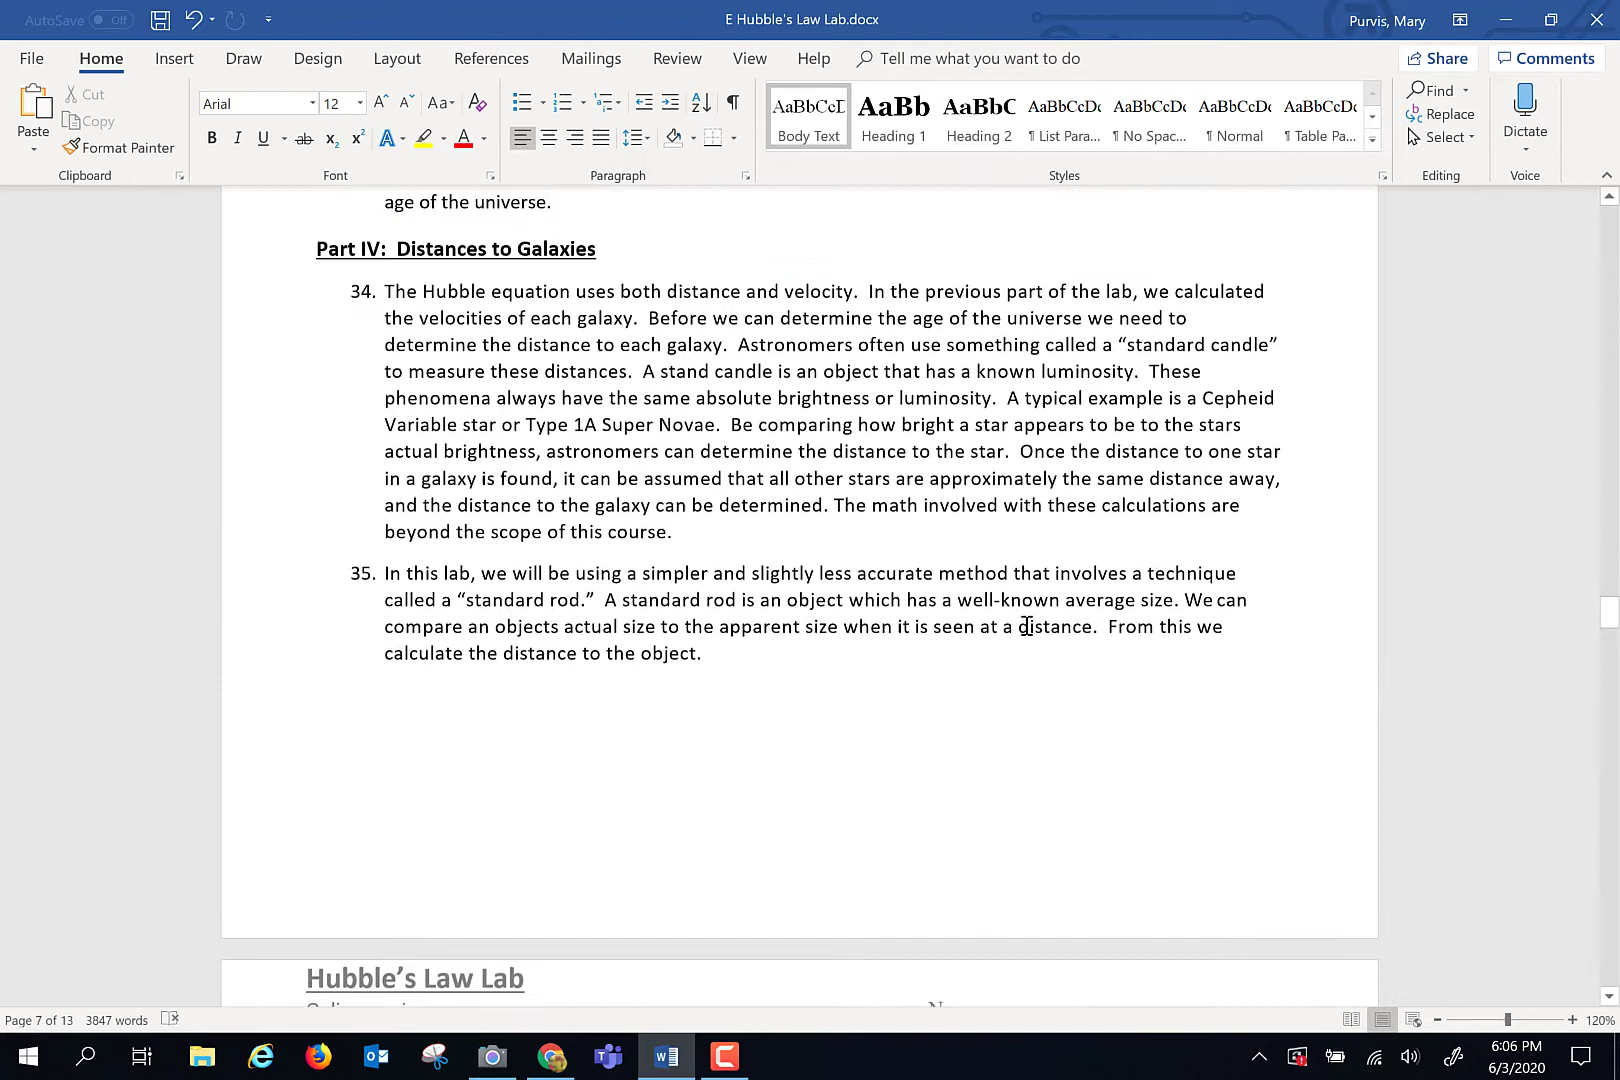 AutoSave Off
E Hubble's Law Lab.docx
Purvis, Mary
File Home Insert Draw Design Layout References Mailings Review View Help Tell me what you want to do
Share Comments
Paste
Cut
Copy
Format Painter
Arial 12
AaBbCcD Body Text
AaBb Heading 1
AaBbC Heading 2
AaBbCcDc ¶ List Para...
AaBbCcDc ¶ No Spac...
AaBbCcDc ¶ Normal
AaBbCcDc ¶ Table Pa...
Find
Replace
Select
Dictate
Clipboard Font Paragraph Styles Editing Voice
age of the universe.
Part IV: Distances to Galaxies
34. The Hubble equation uses both distance and velocity. In the previous part of the lab, we calculated
the velocities of each galaxy. Before we can determine the age of the universe we need to
determine the distance to each galaxy. Astronomers often use something called a “standard candle”
to measure these distances. A stand candle is an object that has a known luminosity. These
phenomena always have the same absolute brightness or luminosity. A typical example is a Cepheid
Variable star or Type 1A Super Novae. Be comparing how bright a star appears to be to the stars
actual brightness, astronomers can determine the distance to the star. Once the distance to one star
in a galaxy is found, it can be assumed that all other stars are approximately the same distance away,
and the distance to the galaxy can be determined. The math involved with these calculations are
beyond the scope of this course.
35. In this lab, we will be using a simpler and slightly less accurate method that involves a technique
called a “standard rod.” A standard rod is an object which has a well-known average size. We can
compare an objects actual size to the apparent size when it is seen at a distance. From this we
calculate the distance to the object.
Hubble’s Law Lab
Page 7 of 13 3847 words
120%
6:06 PM
6/3/2020